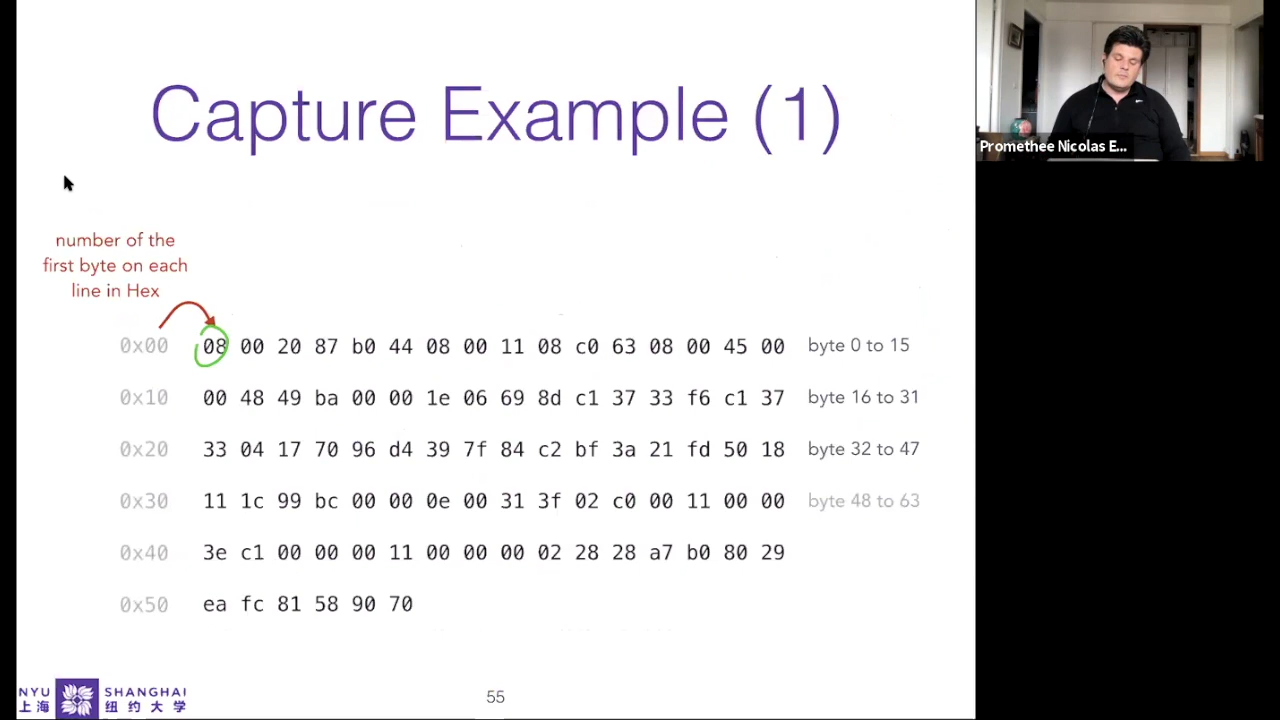 Capture Example (1)
Promethee Nicolas E...
number of the
first byte on each
line in Hex
0x00 08 00 20 87 b0 44 08 00 11 08 c0 63 08 00 45 00 byte 0 to 15
0x10 00 48 49 ba 00 00 1e 06 69 8d c1 37 33 f6 c1 37 byte 16 to 31
0x20 33 04 17 70 96 d4 39 7f 84 c2 bf 3a 21 fd 50 18 byte 32 to 47
0x30 11 1c 99 bc 00 00 0e 00 31 3f 02 c0 00 11 00 00 byte 48 to 63
0x40 3e c1 00 00 00 11 00 00 00 02 28 28 a7 b0 80 29
0x50 ea fc 81 58 90 70
NYU SHANGHAI
上海 纽约大学
55